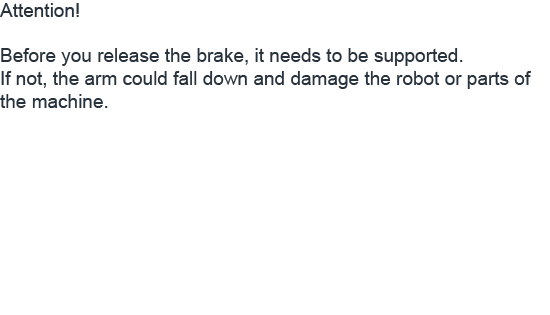 Attention!
Before you release the brake, it needs to be supported.
If not, the arm could fall down and damage the robot or parts of
the machine.